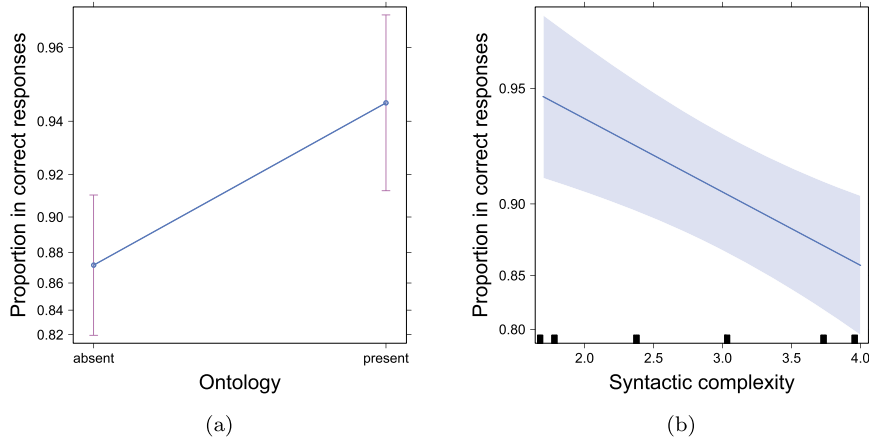 Proportion in correct responses
0.96
0.94
0.92
0.90
0.88
0.86
0.84
0.82
absent
present
Ontology
(a)
Proportion in correct responses
0.95
0.90
0.85
0.80
2.0
2.5
3.0
3.5
4.0
Syntactic complexity
(b)